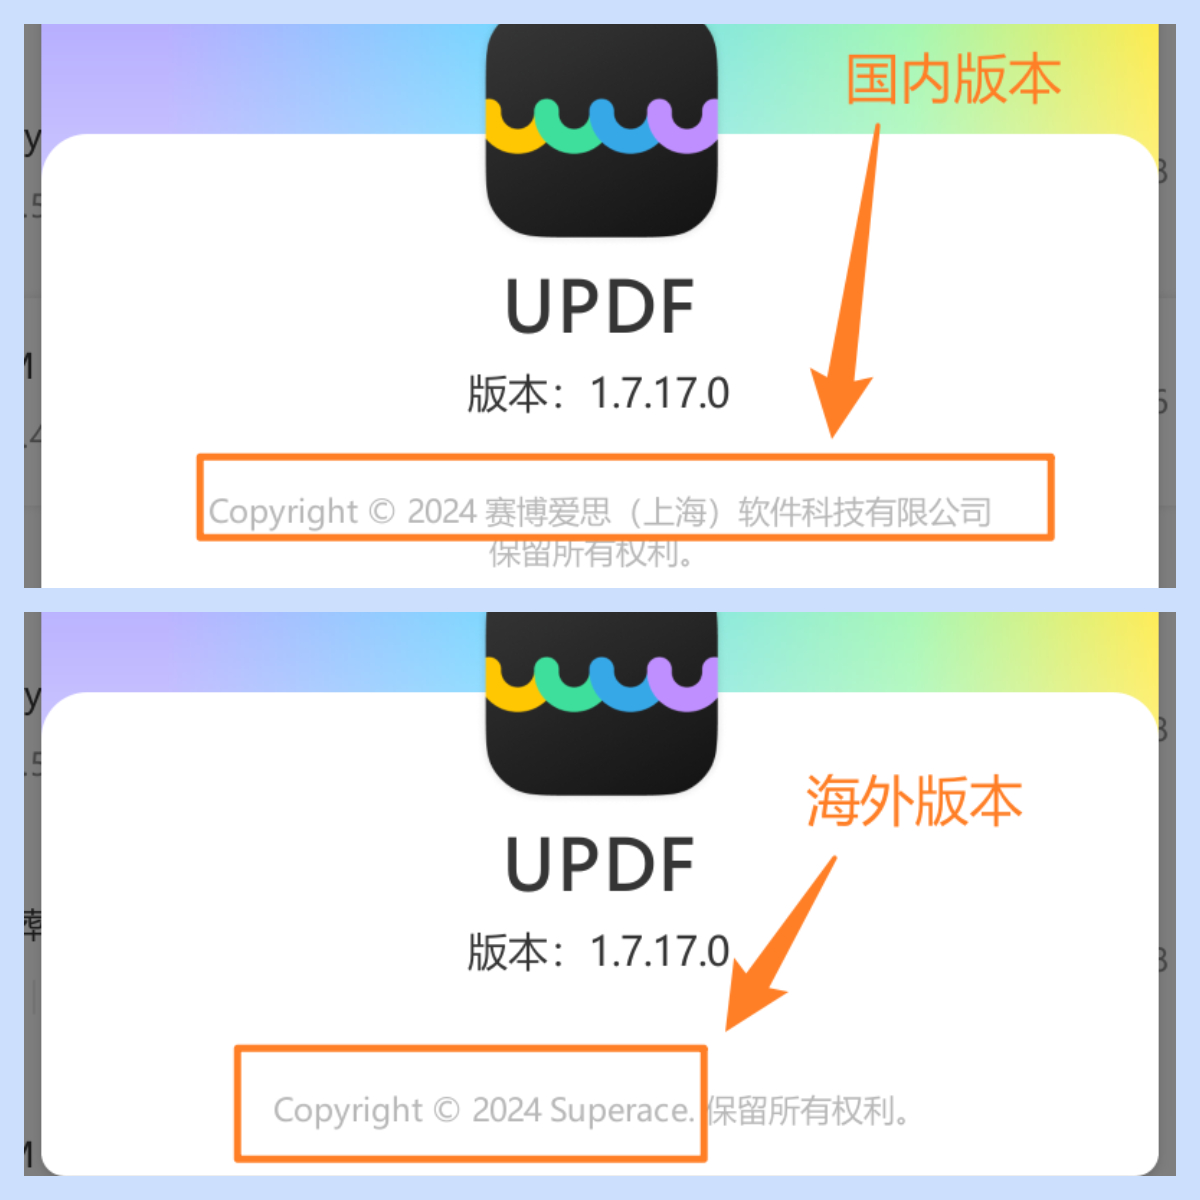 国内版本
UPDF
版本：1.7.17.0
Copyright © 2024 赛博爱思（上海）软件科技有限公司
保留所有权利。
海外版本
UPDF
版本：1.7.17.0
Copyright © 2024 Superace. 保留所有权利。